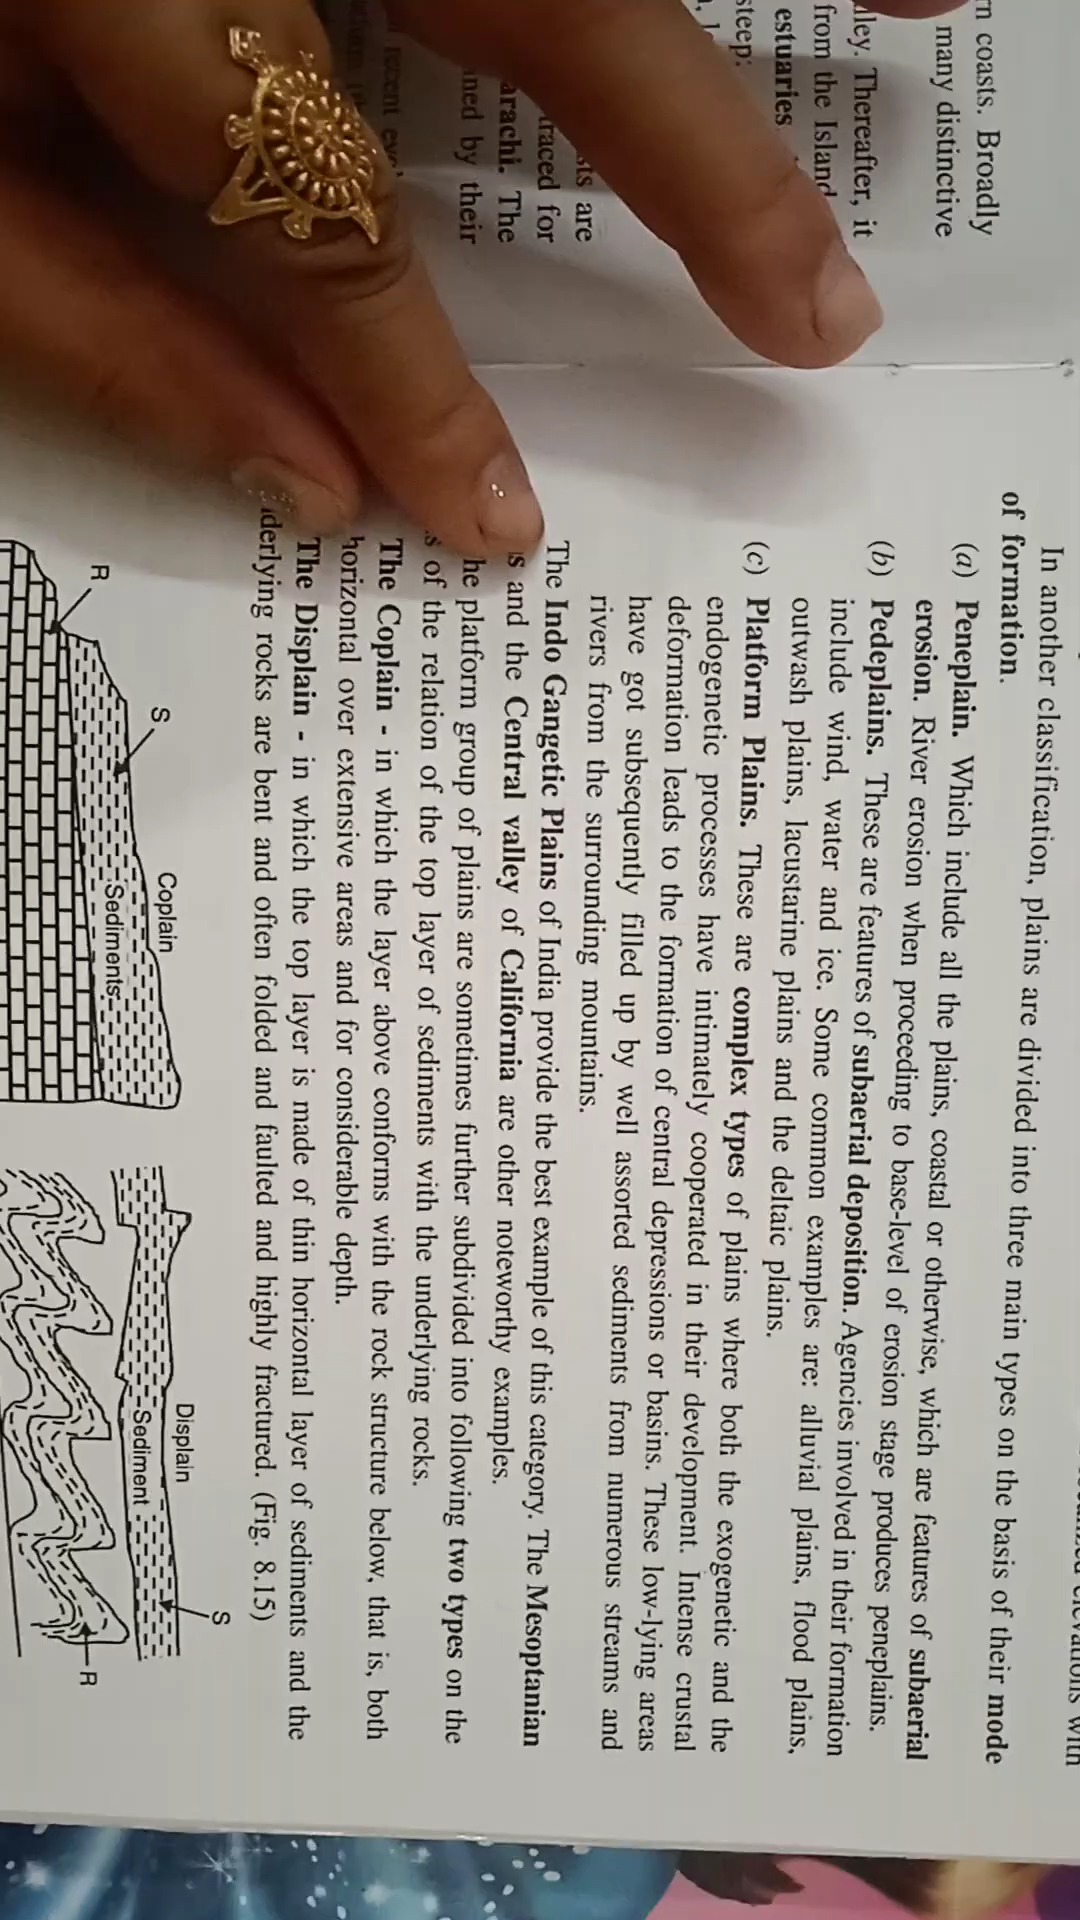 rn coasts. Broadly
many distinctive
lley. Thereafter, it
from the Island
estuaries
steep:
sts are
traced for
arachi. The
ned by their
recent
elevations with
In another classification, plains are divided into three main types on the basis of their mode
of formation.
(a) Peneplain. Which include all the plains, coastal or otherwise, which are features of subaerial
erosion. River erosion when proceeding to base-level of erosion stage produces peneplains.
(b) Pedeplains. These are features of subaerial deposition. Agencies involved in their formation
include wind, water and ice. Some common examples are: alluvial plains, flood plains,
outwash plains, lacustarine plains and the deltaic plains.
(c) Platform Plains. These are complex types of plains where both the exogenetic and the
endogenetic processes have intimately cooperated in their development. Intense crustal
deformation leads to the formation of central depressions or basins. These low-lying areas
have got subsequently filled up by well assorted sediments from numerous streams and
rivers from the surrounding mountains.
The Indo Gangetic Plains of India provide the best example of this category. The Mesoptanian
s and the Central valley of California are other noteworthy examples.
he platform group of plains are sometimes further subdivided into following two types on the
s of the relation of the top layer of sediments with the underlying rocks.
The Coplain - in which the layer above conforms with the rock structure below, that is, both
horizontal over extensive areas and for considerable depth.
The Displain - in which the top layer is made of thin horizontal layer of sediments and the
derlying rocks are bent and often folded and faulted and highly fractured. (Fig. 8.15)
S
Coplain
Displain
S
R
Sediments
Sediment
R